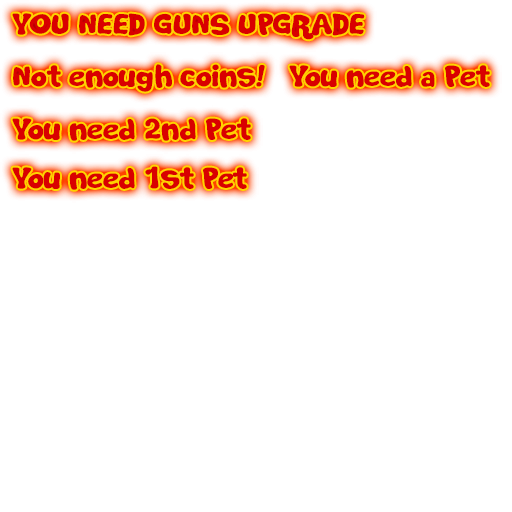 YOU NEED GUNS UPGRADE
Not enough coins! You need a Pet
You need 2nd Pet
You need 1st Pet